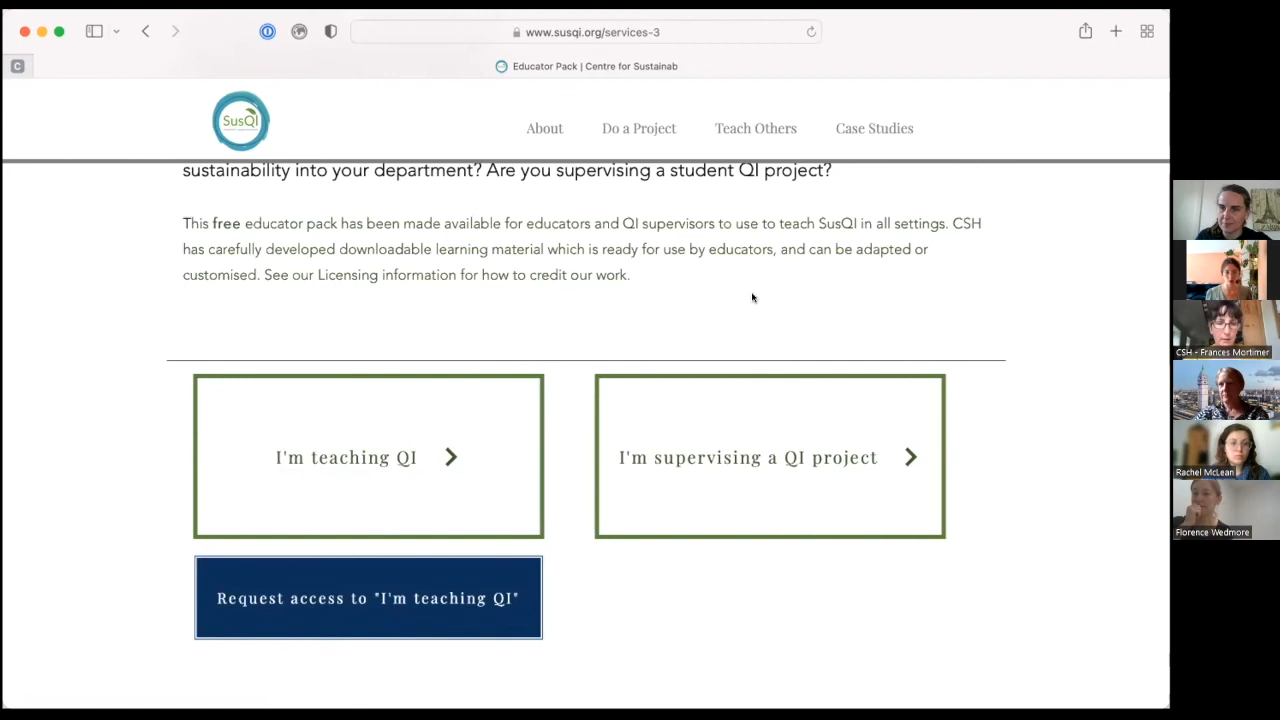 www.susqi.org/services-3
Educator Pack | Centre for Sustainab
C
SusQI
About
Do a Project
Teach Others
Case Studies
sustainability into your department? Are you supervising a student QI project?
This free educator pack has been made available for educators and QI supervisors to use to teach SusQI in all settings. CSH
has carefully developed downloadable learning material which is ready for use by educators, and can be adapted or
customised. See our Licensing information for how to credit our work.
I'm teaching QI
I'm supervising a QI project
Request access to "I'm teaching QI"
CSH - Frances Mortimer
Rachel McLean
Florence Wedmore